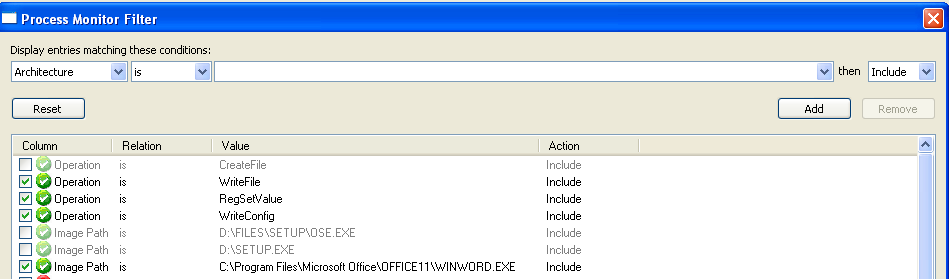 Process Monitor Filter
Display entries matching these conditions:
Architecture is then Include
Reset Add Remove
Column Relation Value Action
Operation is CreateFile Include
Operation is WriteFile Include
Operation is RegSetValue Include
Operation is WriteConfig Include
Image Path is D:\FILES\SETUP\OSE.EXE Include
Image Path is D:\SETUP.EXE Include
Image Path is C:\Program Files\Microsoft Office\OFFICE11\WINWORD.EXE Include